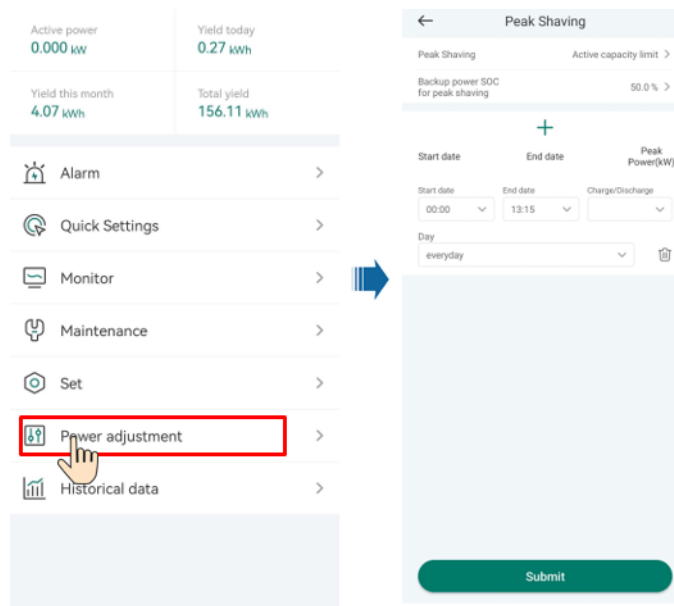 Active power
0.000 kW
Yield today
0.27 kWh
Yield this month
4.07 kWh
Total yield
156.11 kWh
Alarm
Quick Settings
Monitor
Maintenance
Set
Power adjustment
Historical data
Peak Shaving
Peak Shaving
Active capacity limit
Backup power SOC
for peak shaving
50.0 %
Start date
End date
Peak
Power(kW)
Start date
End date
Charge/Discharge
00:00
13:15
Day
everyday
Submit